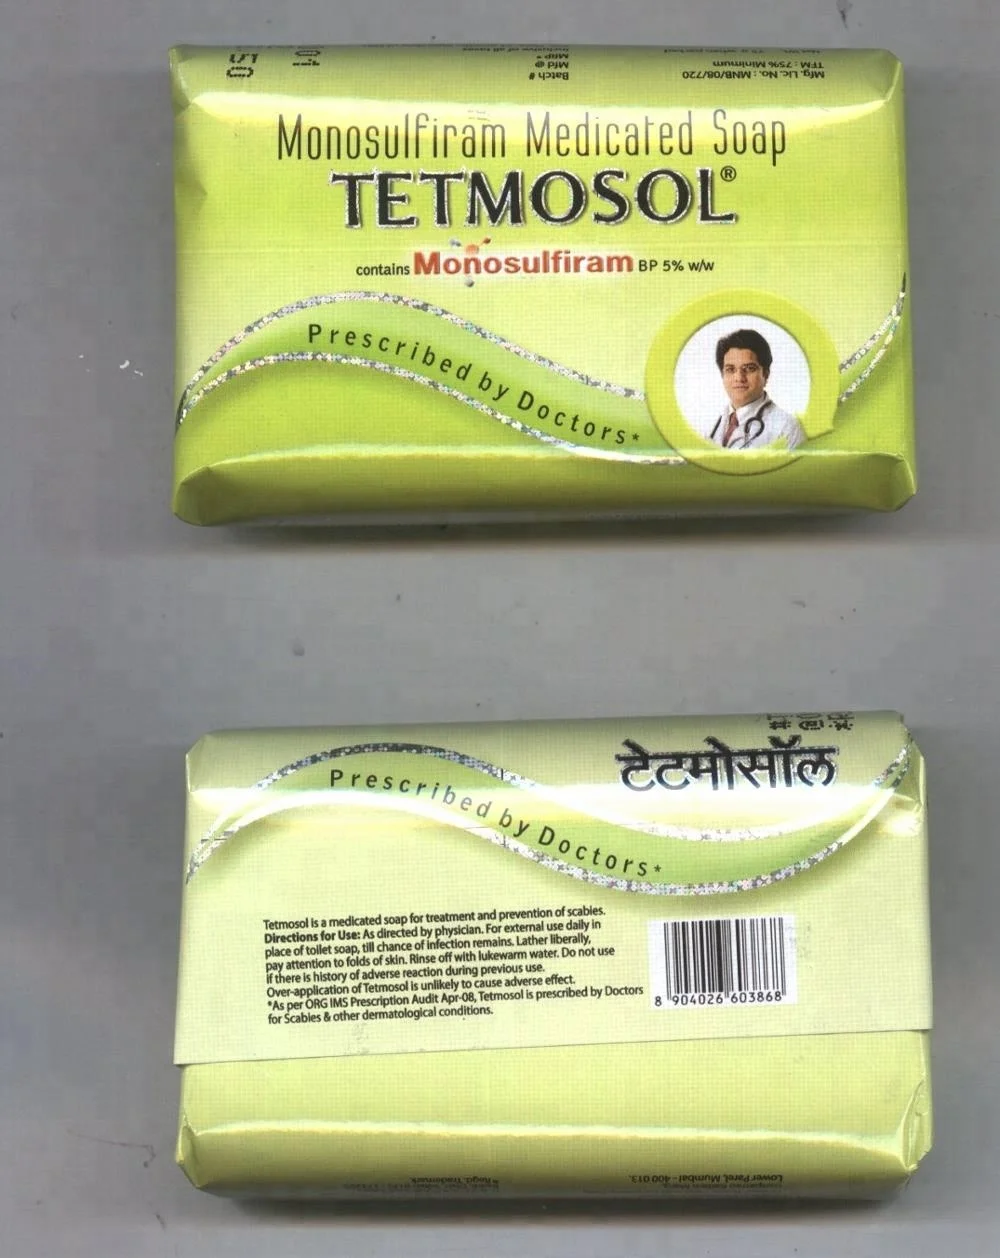 Mfg. Lic. No. : MNB/08/720
TFM : 75% Minimum
Batch #
Mfd @
MRP *
Inclusive of all taxes
Monosulfiram Medicated Soap
TETMOSOL®
contains Monosulfiram BP 5% w/w
Prescribed by Doctors*
टेटमोसॉल
Prescribed by Doctors*
Tetmosol is a medicated soap for treatment and prevention of scabies.
Directions for Use: As directed by physician. For external use daily in
place of toilet soap, till chance of infection remains. Lather liberally,
pay attention to folds of skin. Rinse off with lukewarm water. Do not use
if there is history of adverse reaction during previous use.
Over-application of Tetmosol is unlikely to cause adverse effect.
*As per ORG IMS Prescription Audit Apr-08, Tetmosol is prescribed by Doctors
for Scabies & other dermatological conditions.
8 904026 603868
Lower Parel, Mumbai - 400 013.
* Regd. Trademark